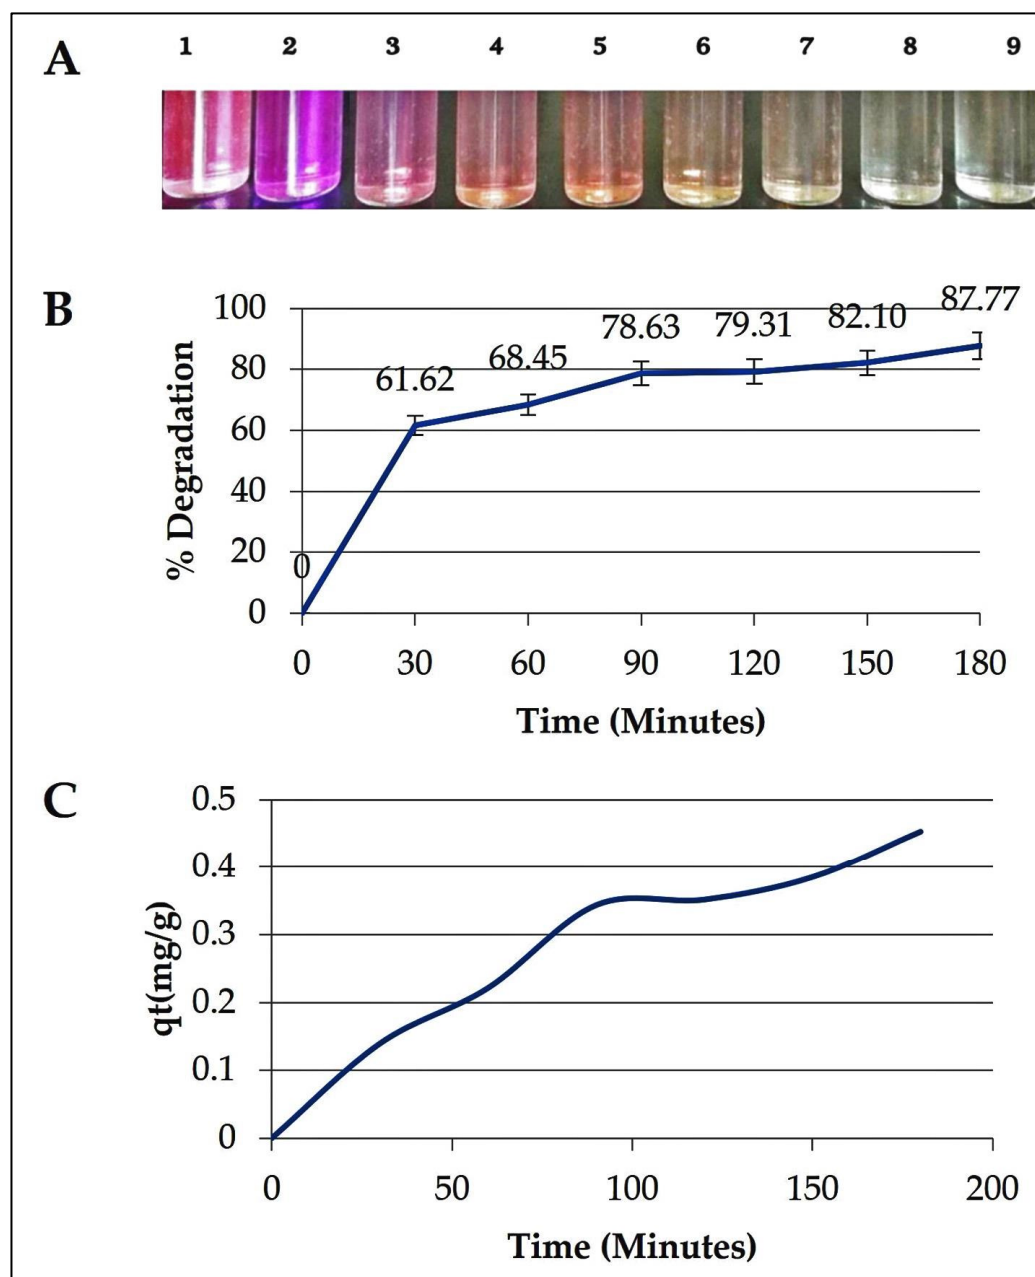 A
1 2 3 4 5 6 7 8 9
B
100
80
60
40
20
0
% Degradation
0
61.62
68.45
78.63
79.31
82.10
87.77
0 30 60 90 120 150 180
Time (Minutes)
C
0.5
0.4
0.3
0.2
0.1
0
qt(mg/g)
0 50 100 150 200
Time (Minutes)